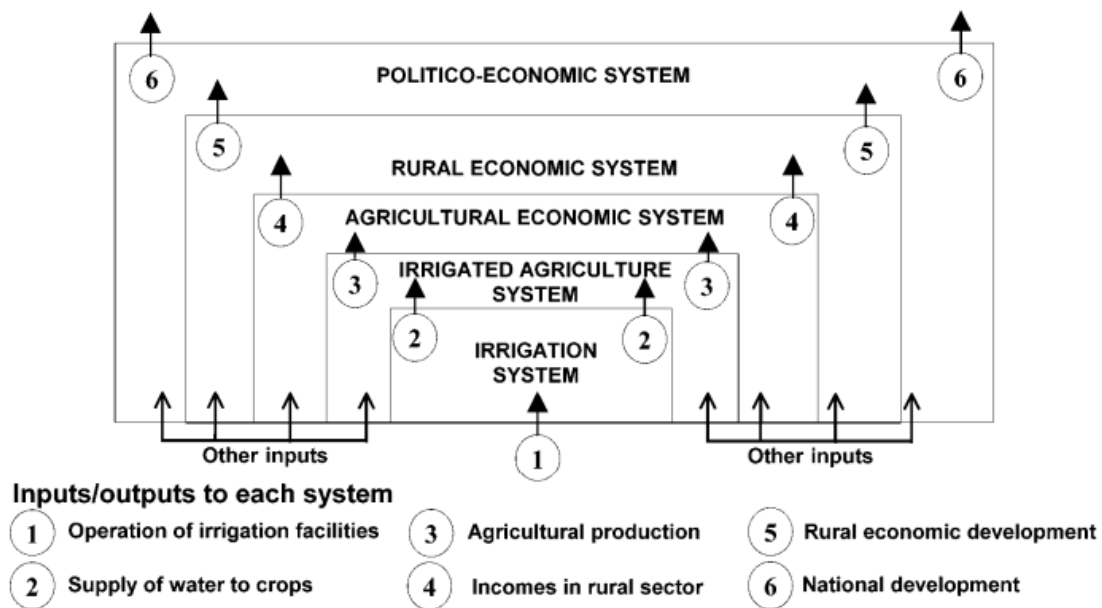 6
6
POLITICO-ECONOMIC SYSTEM
5
5
RURAL ECONOMIC SYSTEM
4
4
AGRICULTURAL ECONOMIC SYSTEM
3
3
IRRIGATED AGRICULTURE
SYSTEM
2
2
IRRIGATION
SYSTEM
Other inputs
Other inputs
1
Inputs/outputs to each system
1 Operation of irrigation facilities
3 Agricultural production
5 Rural economic development
2 Supply of water to crops
4 Incomes in rural sector
6 National development